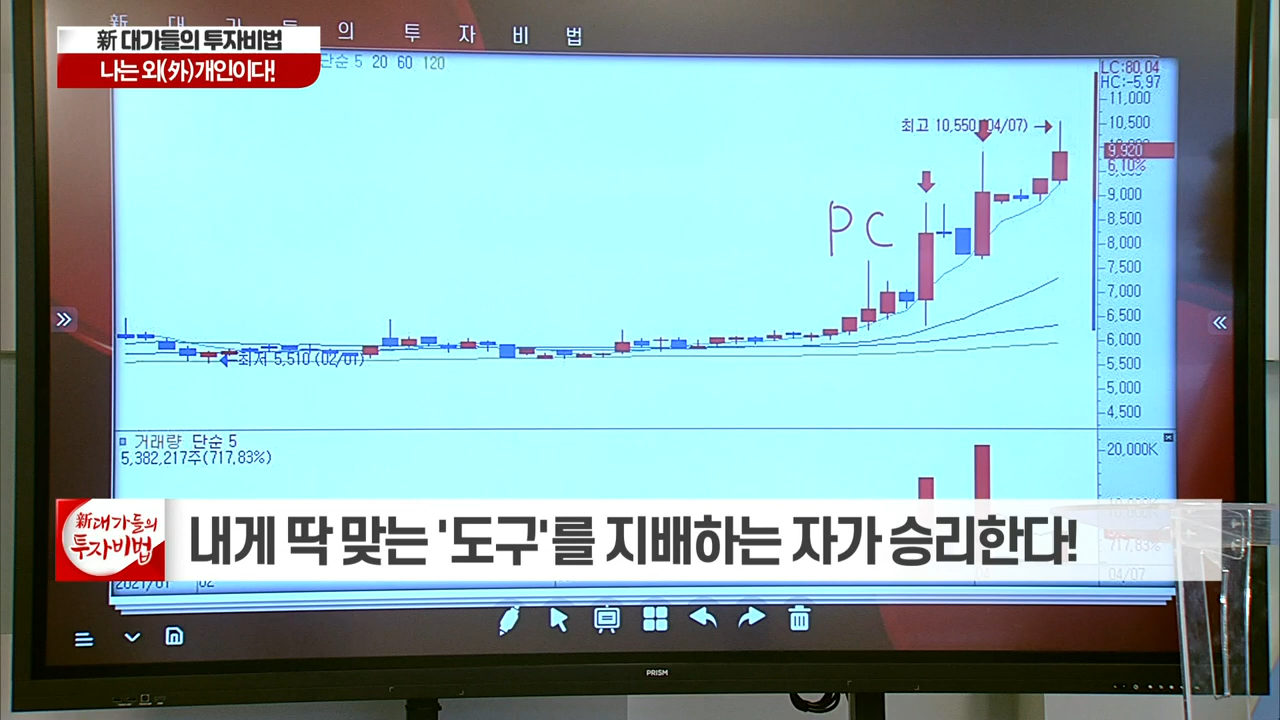 新 대 가 들 의 투 자 비 법
新 대가들의 투자비법
나는 외(外)개인이다!
단순 5 20 60 120
LC:80.04
HC:-5.97
11,000
최고 10,550 (04/07)
10,500
9,920
6.10%
9,000
8,500
PC
8,000
7,500
7,000
6,500
6,000
최저 5,510 (02/01)
5,500
5,000
4,500
거래량 단순 5
5,382,217주(717.83%)
20,000K
新 대가들의
투자비법
내게 딱 맞는 '도구'를 지배하는 자가 승리한다!
717.83%
2021/01 02
04/07
PRISM